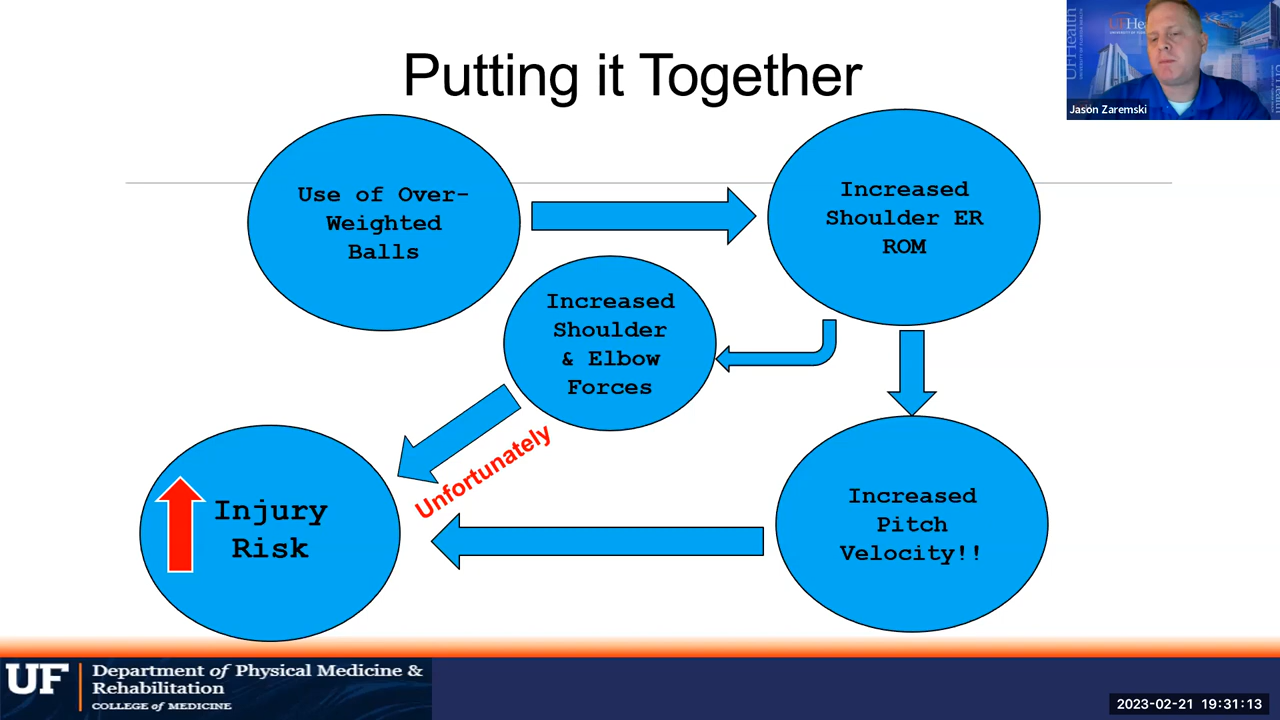 Putting it Together
UFHealth
Jason Zaremski
Use of Over-
Weighted
Balls
Increased
Shoulder ER
ROM
Increased
Shoulder
& Elbow
Forces
Unfortunately
Injury
Risk
Increased
Pitch
Velocity!!
UF
Department of Physical Medicine &
Rehabilitation
COLLEGE of MEDICINE
2023-02-21 19:31:13